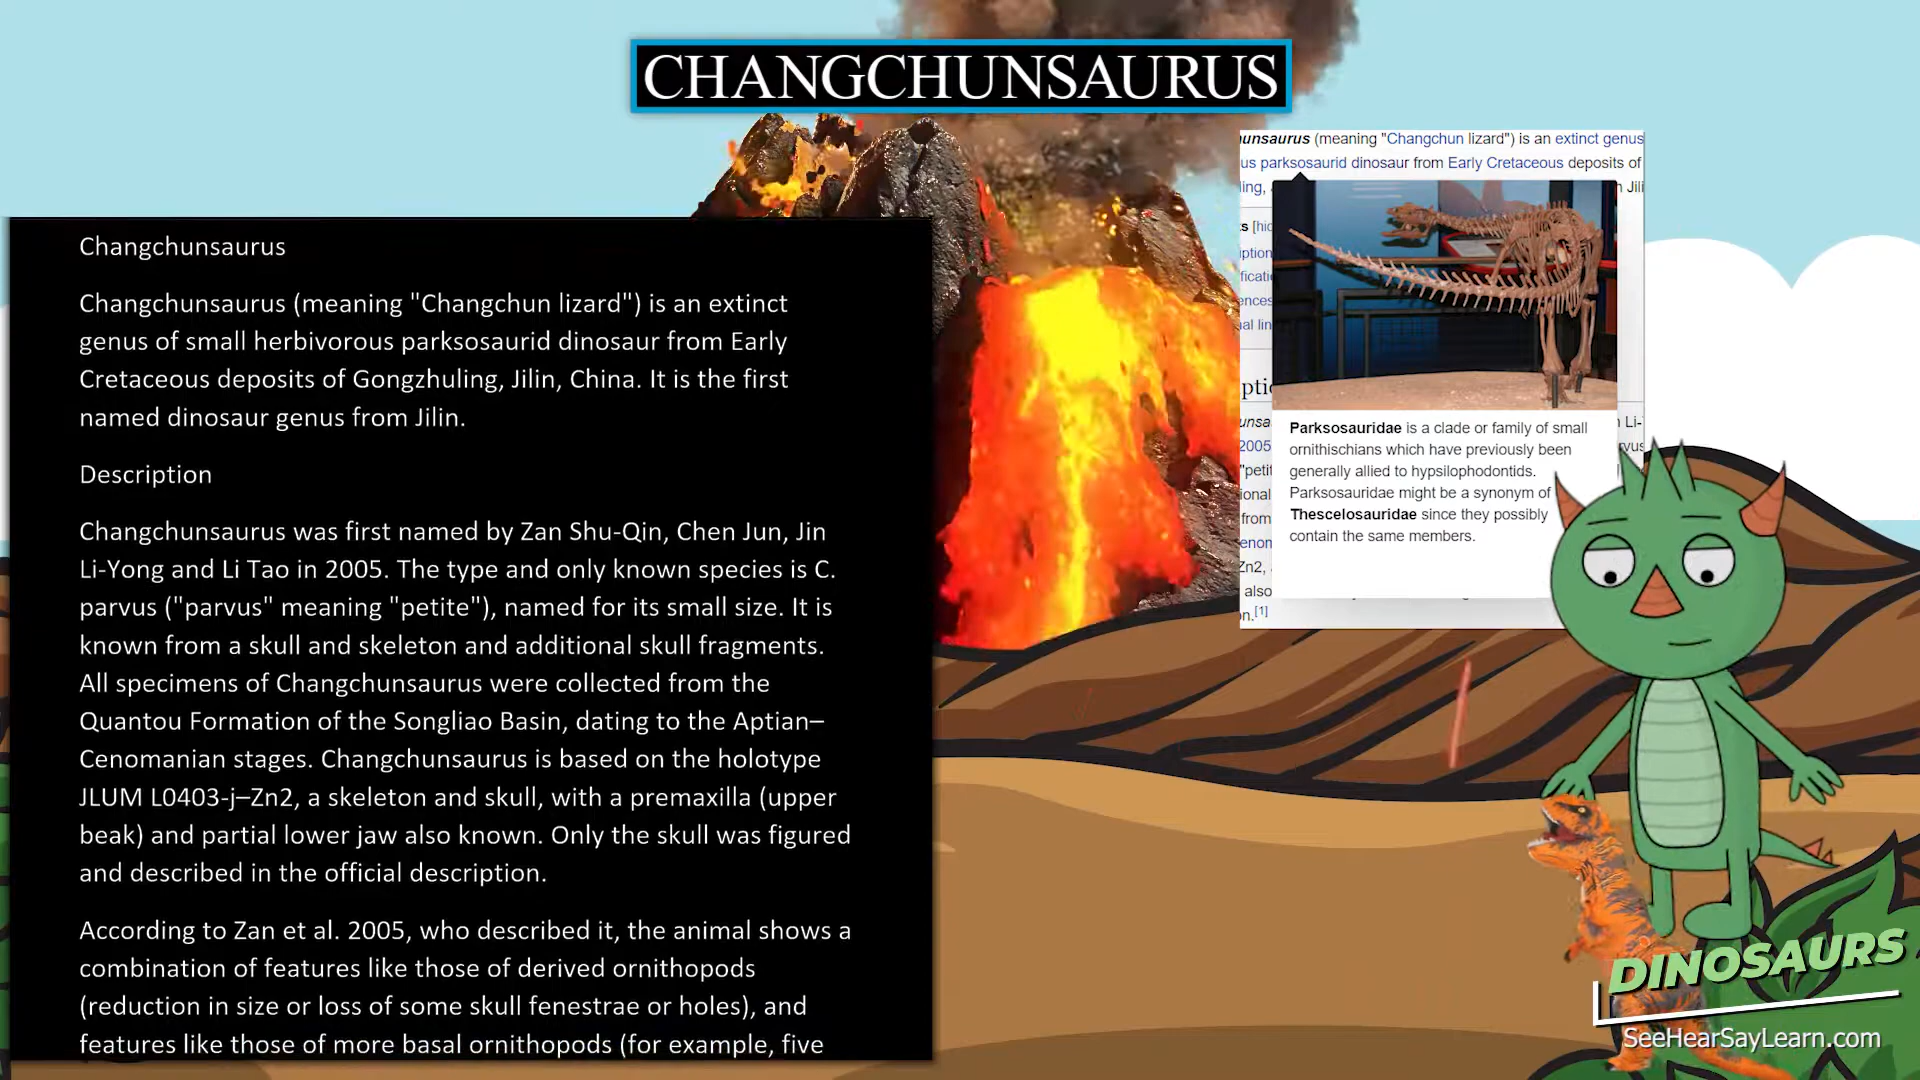 CHANGCHUNSAURUS
Changchunsaurus
Changchunsaurus (meaning "Changchun lizard") is an extinct
genus of small herbivorous parksosaurid dinosaur from Early
Cretaceous deposits of Gongzhuling, Jilin, China. It is the first
named dinosaur genus from Jilin.
Description
Changchunsaurus was first named by Zan Shu-Qin, Chen Jun, Jin
Li-Yong and Li Tao in 2005. The type and only known species is C.
parvus ("parvus" meaning "petite"), named for its small size. It is
known from a skull and skeleton and additional skull fragments.
All specimens of Changchunsaurus were collected from the
Quantou Formation of the Songliao Basin, dating to the Aptian–
Cenomanian stages. Changchunsaurus is based on the holotype
JLUM L0403-j–Zn2, a skeleton and skull, with a premaxilla (upper
beak) and partial lower jaw also known. Only the skull was figured
and described in the official description.
According to Zan et al. 2005, who described it, the animal shows a
combination of features like those of derived ornithopods
(reduction in size or loss of some skull fenestrae or holes), and
features like those of more basal ornithopods (for example, five
unsaurus (meaning "Changchun lizard") is an extinct genus
us parksosaurid dinosaur from Early Cretaceous deposits of
Parksosauridae is a clade or family of small
ornithischians which have previously been
generally allied to hypsilophodontids.
Parksosauridae might be a synonym of
Thescelosauridae since they possibly
contain the same members.
2005
also
from
n.[1]
DINOSAURS
SeeHearSayLearn.com